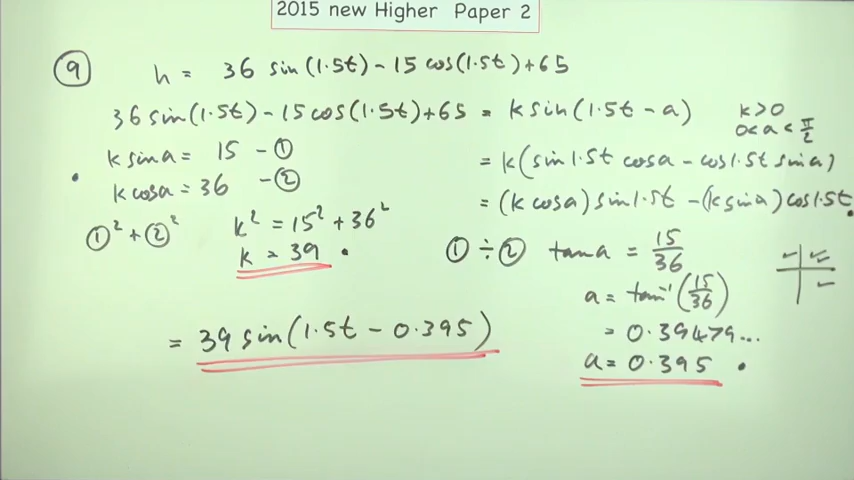 2015 new Higher Paper 2
⑨ h = 36 sin(1.5t) - 15 cos(1.5t) + 65
36 sin(1.5t) - 15 cos(1.5t) + 65 = k sin(1.5t - a) k > 0
0 < a < π/2
k sin a = 15 - ① = k(sin 1.5t cos a - cos 1.5t sin a)
k cos a = 36 - ② = (k cos a) sin 1.5t - (k sin a) cos 1.5t
①² + ②² k² = 15² + 36²
k = 39
① ÷ ② tan a = 15/36
a = tan⁻¹(15/36)
= 0.39479...
a = 0.395
= 39 sin(1.5t - 0.395)